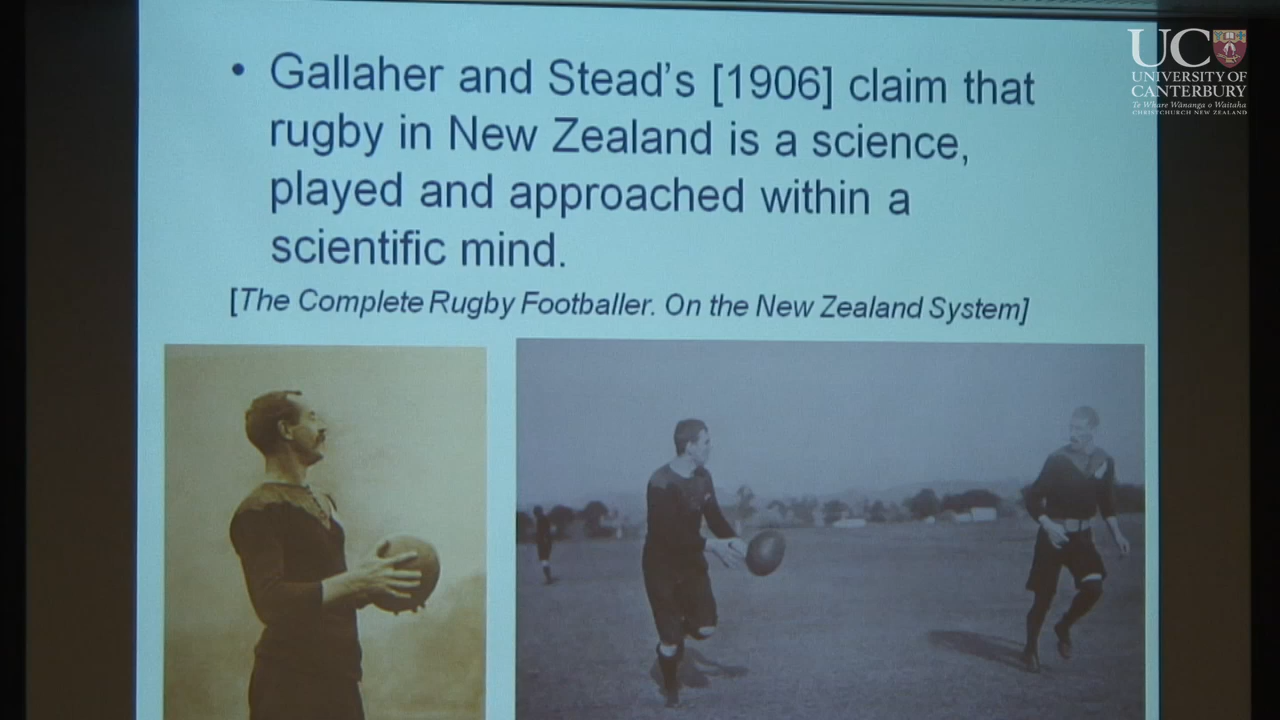 • Gallaher and Stead's [1906] claim that
rugby in New Zealand is a science,
played and approached within a
scientific mind.
[The Complete Rugby Footballer. On the New Zealand System]
UC
UNIVERSITY OF
CANTERBURY
Te Whare Wānanga o Waitaha
CHRISTCHURCH NEW ZEALAND